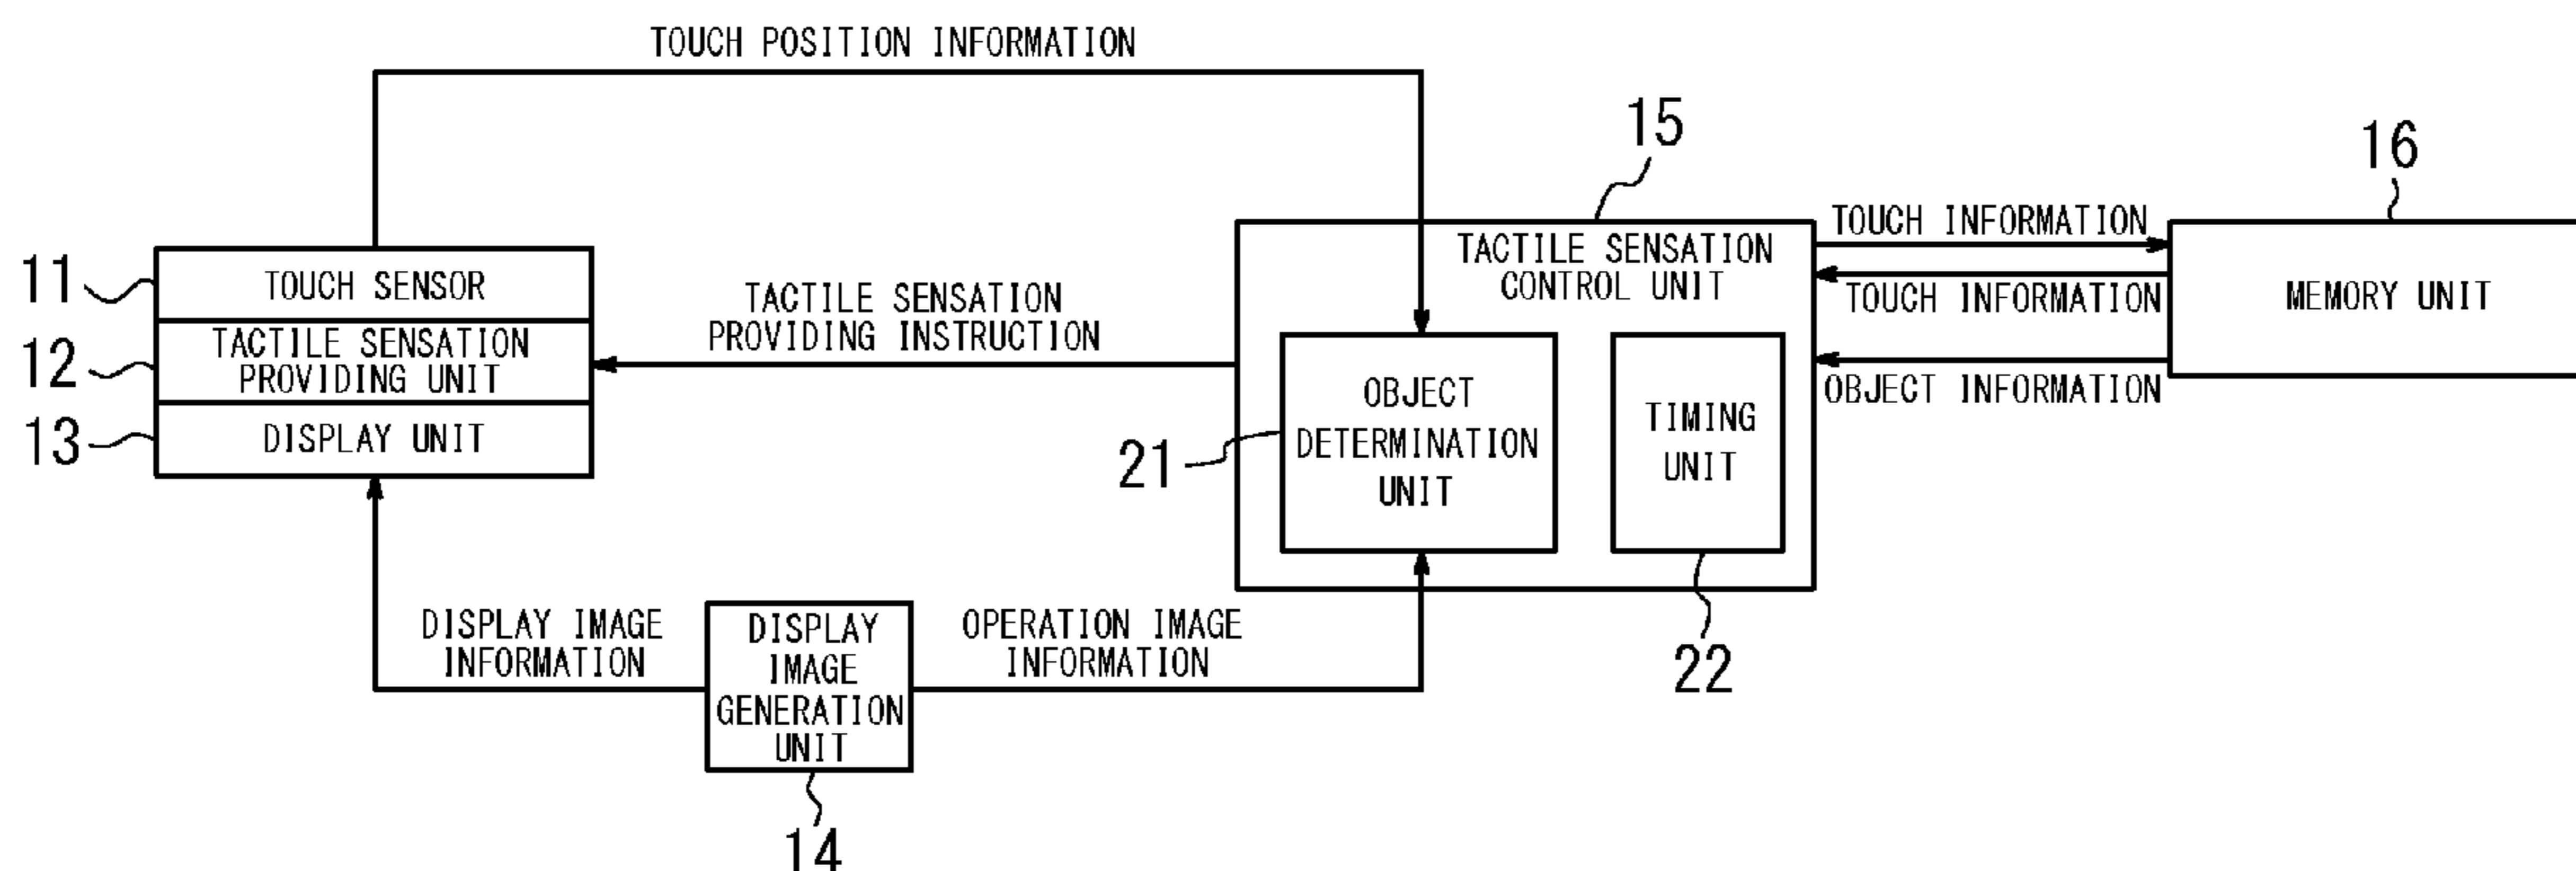 TOUCH POSITION INFORMATION
15
16
11
TOUCH SENSOR
12
TACTILE SENSATION
PROVIDING UNIT
13
DISPLAY UNIT
TACTILE SENSATION
PROVIDING INSTRUCTION
TACTILE SENSATION
CONTROL UNIT
21
OBJECT
DETERMINATION
UNIT
TIMING
UNIT
22
TOUCH INFORMATION
TOUCH INFORMATION
OBJECT INFORMATION
MEMORY UNIT
DISPLAY IMAGE
INFORMATION
DISPLAY
IMAGE
GENERATION
UNIT
14
OPERATION IMAGE
INFORMATION